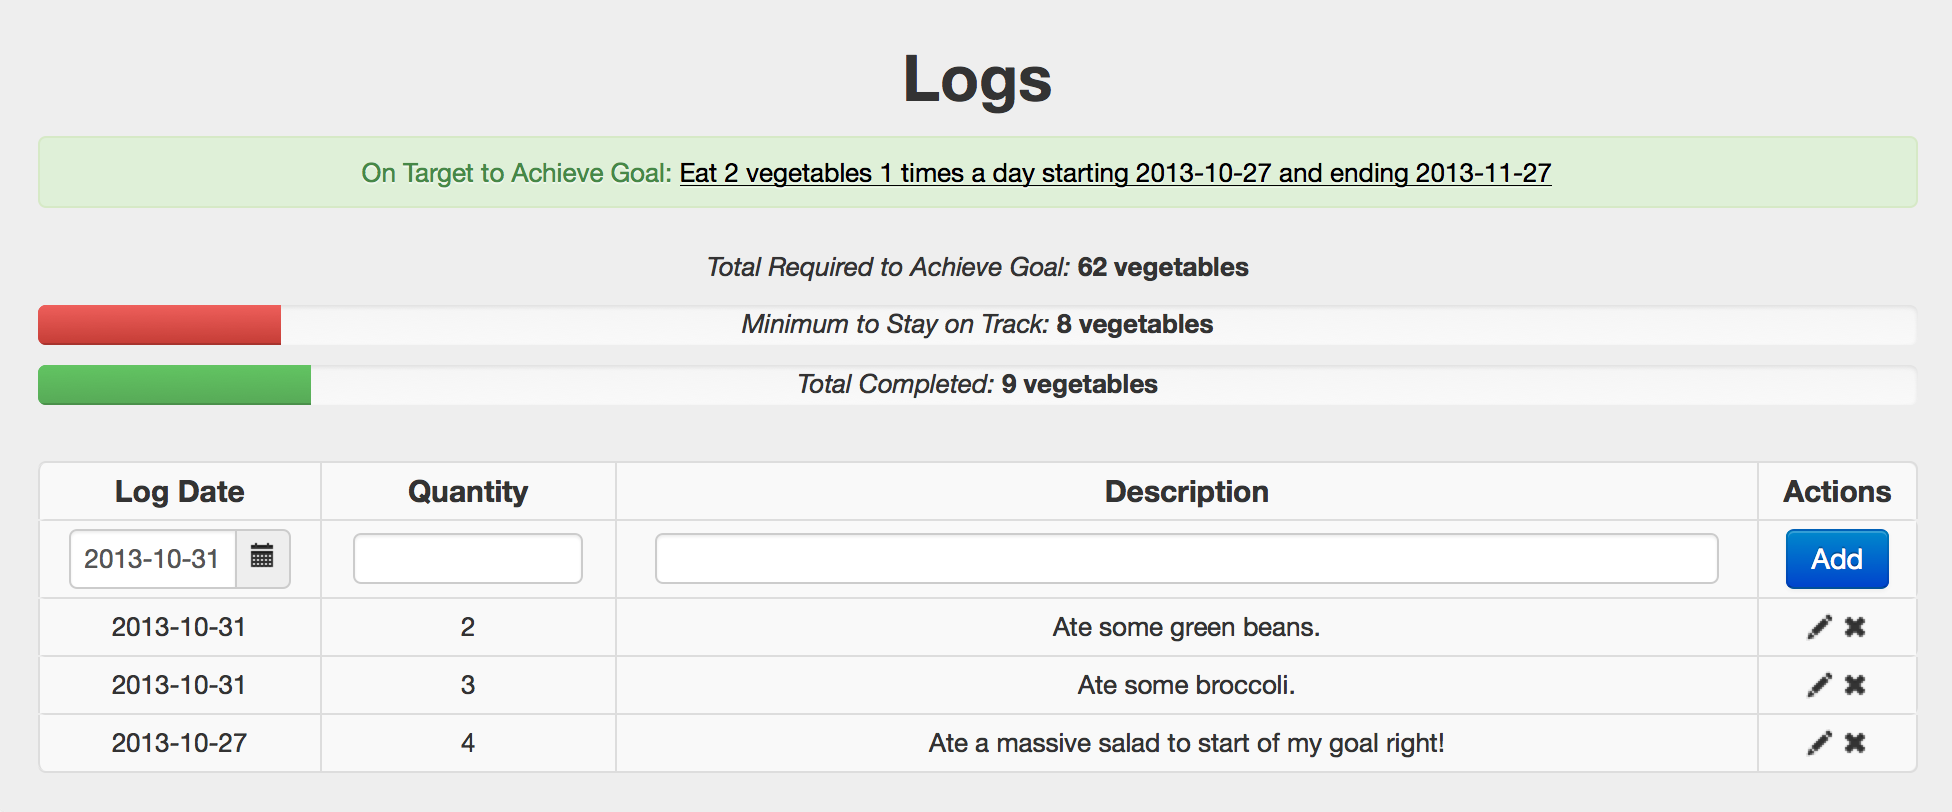 Logs
On Target to Achieve Goal: Eat 2 vegetables 1 times a day starting 2013-10-27 and ending 2013-11-27
Total Required to Achieve Goal: 62 vegetables
Minimum to Stay on Track: 8 vegetables
Total Completed: 9 vegetables
Log Date Quantity Description Actions
2013-10-31 Add
2013-10-31 2 Ate some green beans.
2013-10-31 3 Ate some broccoli.
2013-10-27 4 Ate a massive salad to start of my goal right!